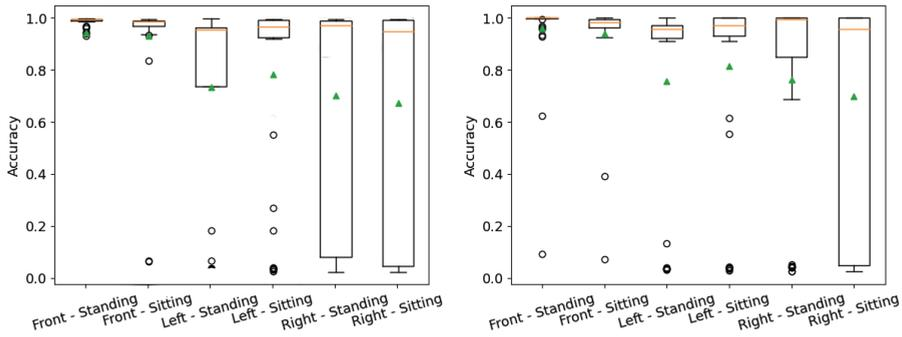 Accuracy
1.0
0.8
0.6
0.4
0.2
0.0
Front - Standing
Front - Sitting
Left - Standing
Left - Sitting
Right - Standing
Right - Sitting
Accuracy
1.0
0.8
0.6
0.4
0.2
0.0
Front - Standing
Front - Sitting
Left - Standing
Left - Sitting
Right - Standing
Right - Sitting